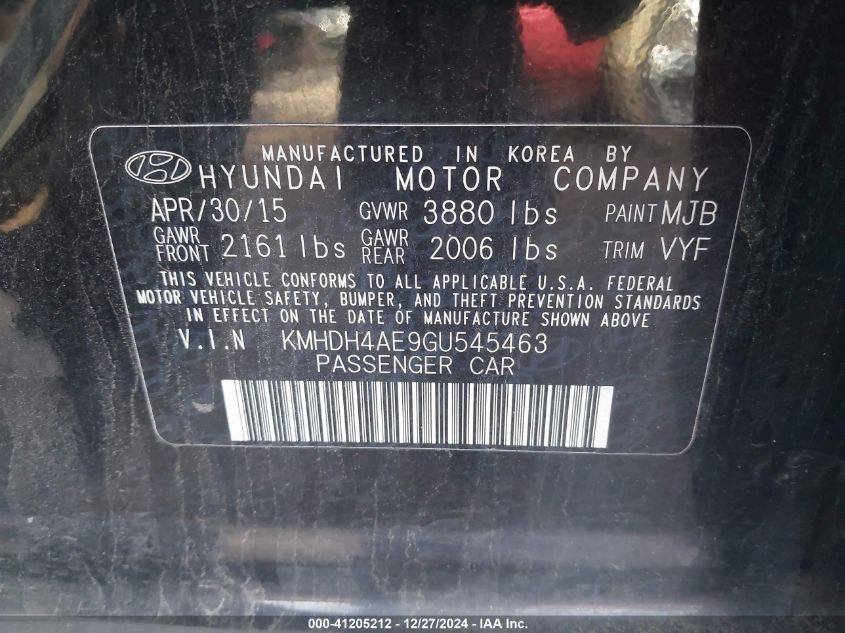 MANUFACTURED IN KOREA BY
HYUNDAI MOTOR COMPANY
APR/30/15 GVWR 3880 lbs PAINT MJB
GAWR FRONT 2161 lbs GAWR REAR 2006 lbs TRIM VYF
THIS VEHICLE CONFORMS TO ALL APPLICABLE U.S.A. FEDERAL
MOTOR VEHICLE SAFETY, BUMPER, AND THEFT PREVENTION STANDARDS
IN EFFECT ON THE DATE OF MANUFACTURE SHOWN ABOVE
V.I.N KMHDH4AE9GU545463
PASSENGER CAR
000-41205212 - 12/27/2024 - IAA Inc.